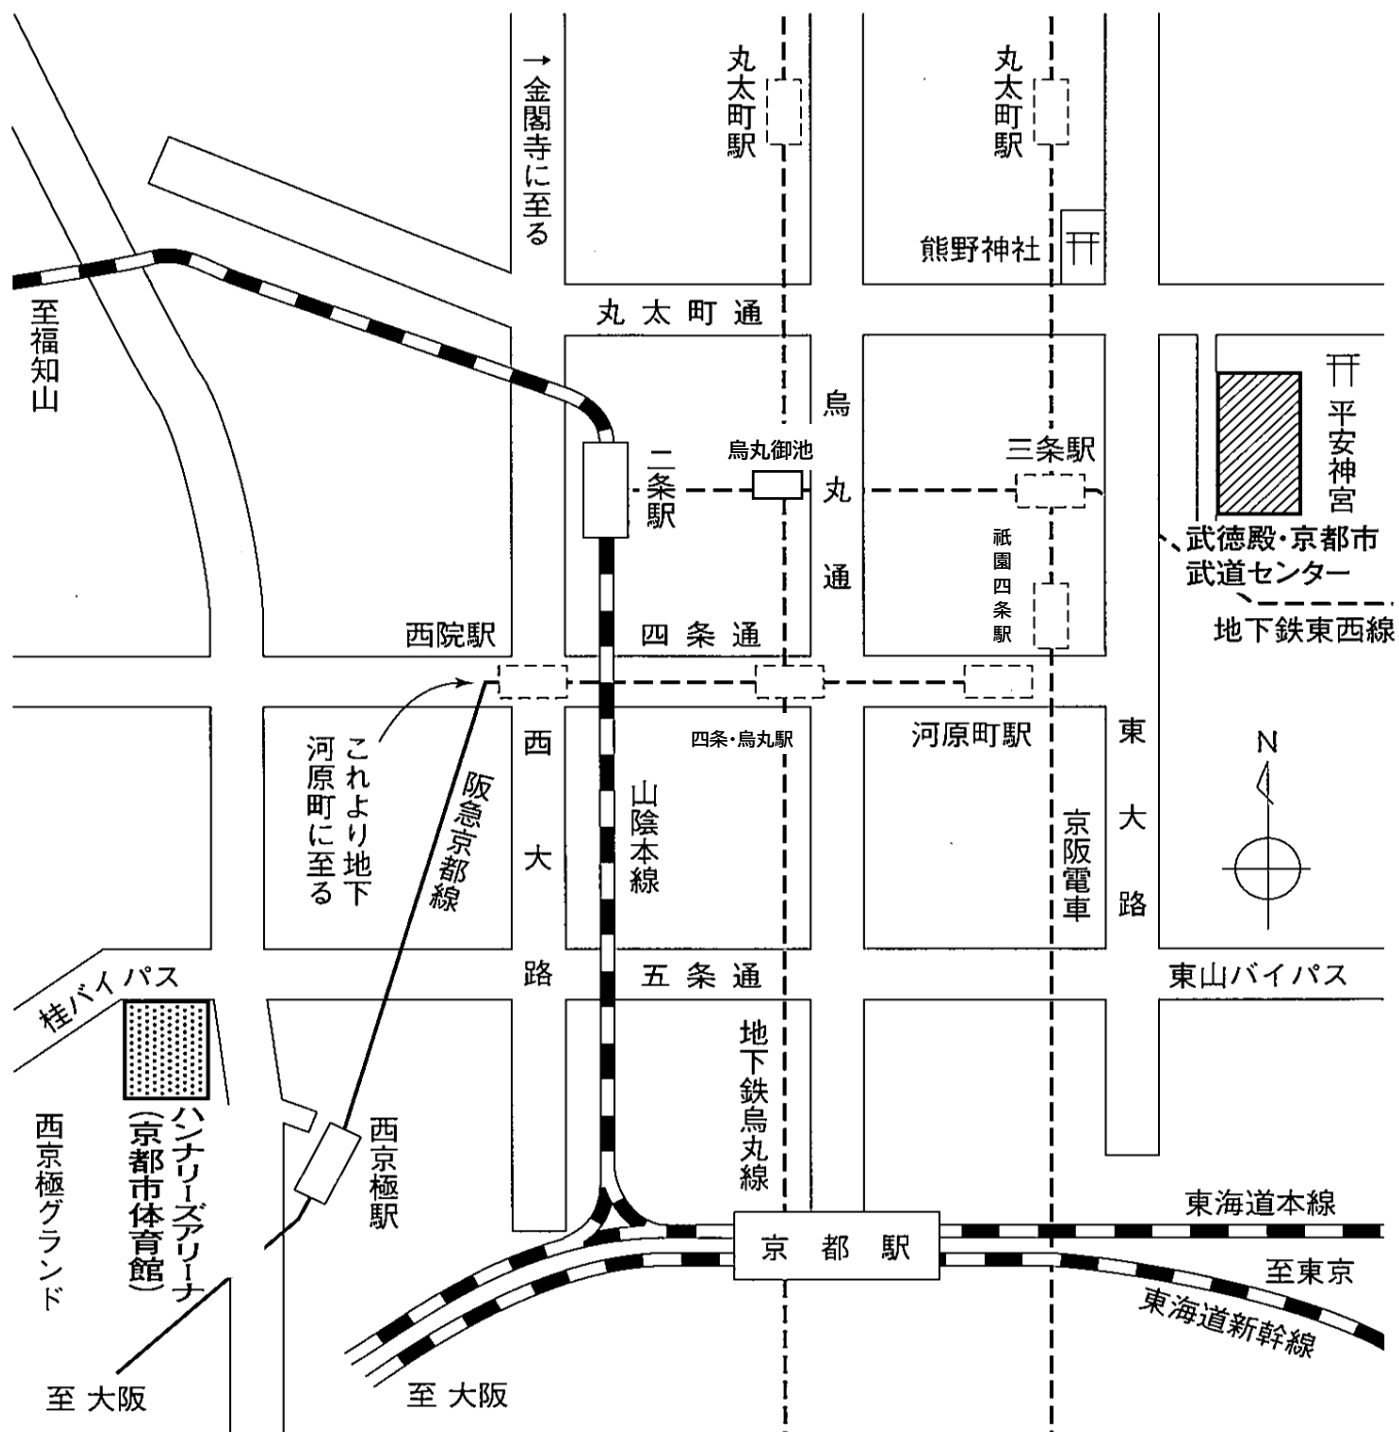 →金閣寺に至る
丸太町駅
丸太町駅
熊野神社
至福知山
丸太町通
烏丸通
平安神宮
二条駅
烏丸御池
三条駅
祇園四条駅
武徳殿・京都市
武道センター
地下鉄東西線
西院駅
四条通
これより地下
河原町に至る
阪急京都線
西大路
山陰本線
四条・烏丸駅
河原町駅
京阪電車
東大路
N
桂バイパス
五条通
東山バイパス
西京極グランド
ハンナリーズアリーナ
(京都市体育館)
西京極駅
地下鉄烏丸線
京都駅
東海道本線
至東京
東海道新幹線
至 大阪
至 大阪